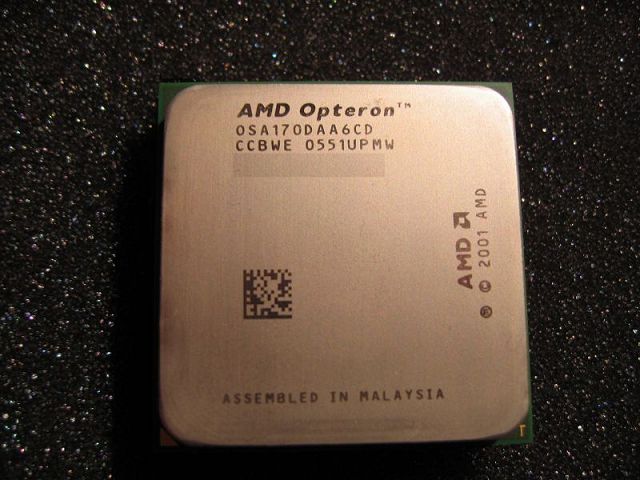 AMD Opteron™
OSA170DAA6CD
CCBWE 0551UPMW
AMD
® © 2001 AMD
ASSEMBLED IN MALAYSIA